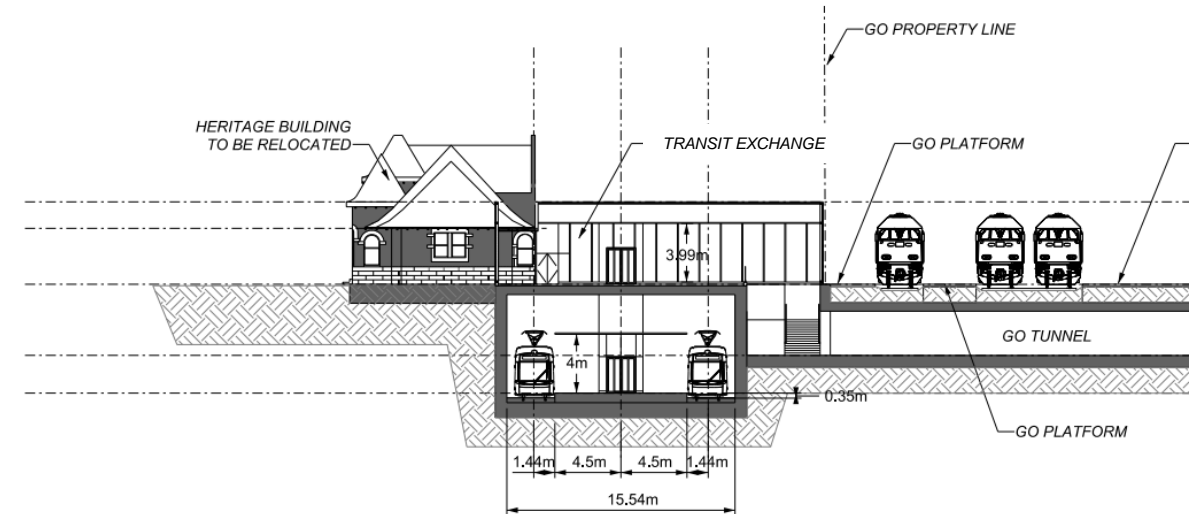 GO PROPERTY LINE
HERITAGE BUILDING
TO BE RELOCATED
TRANSIT EXCHANGE
GO PLATFORM
3.99m
GO TUNNEL
4m
0.35m
GO PLATFORM
1.44m 4.5m 4.5m 1.44m
15.54m